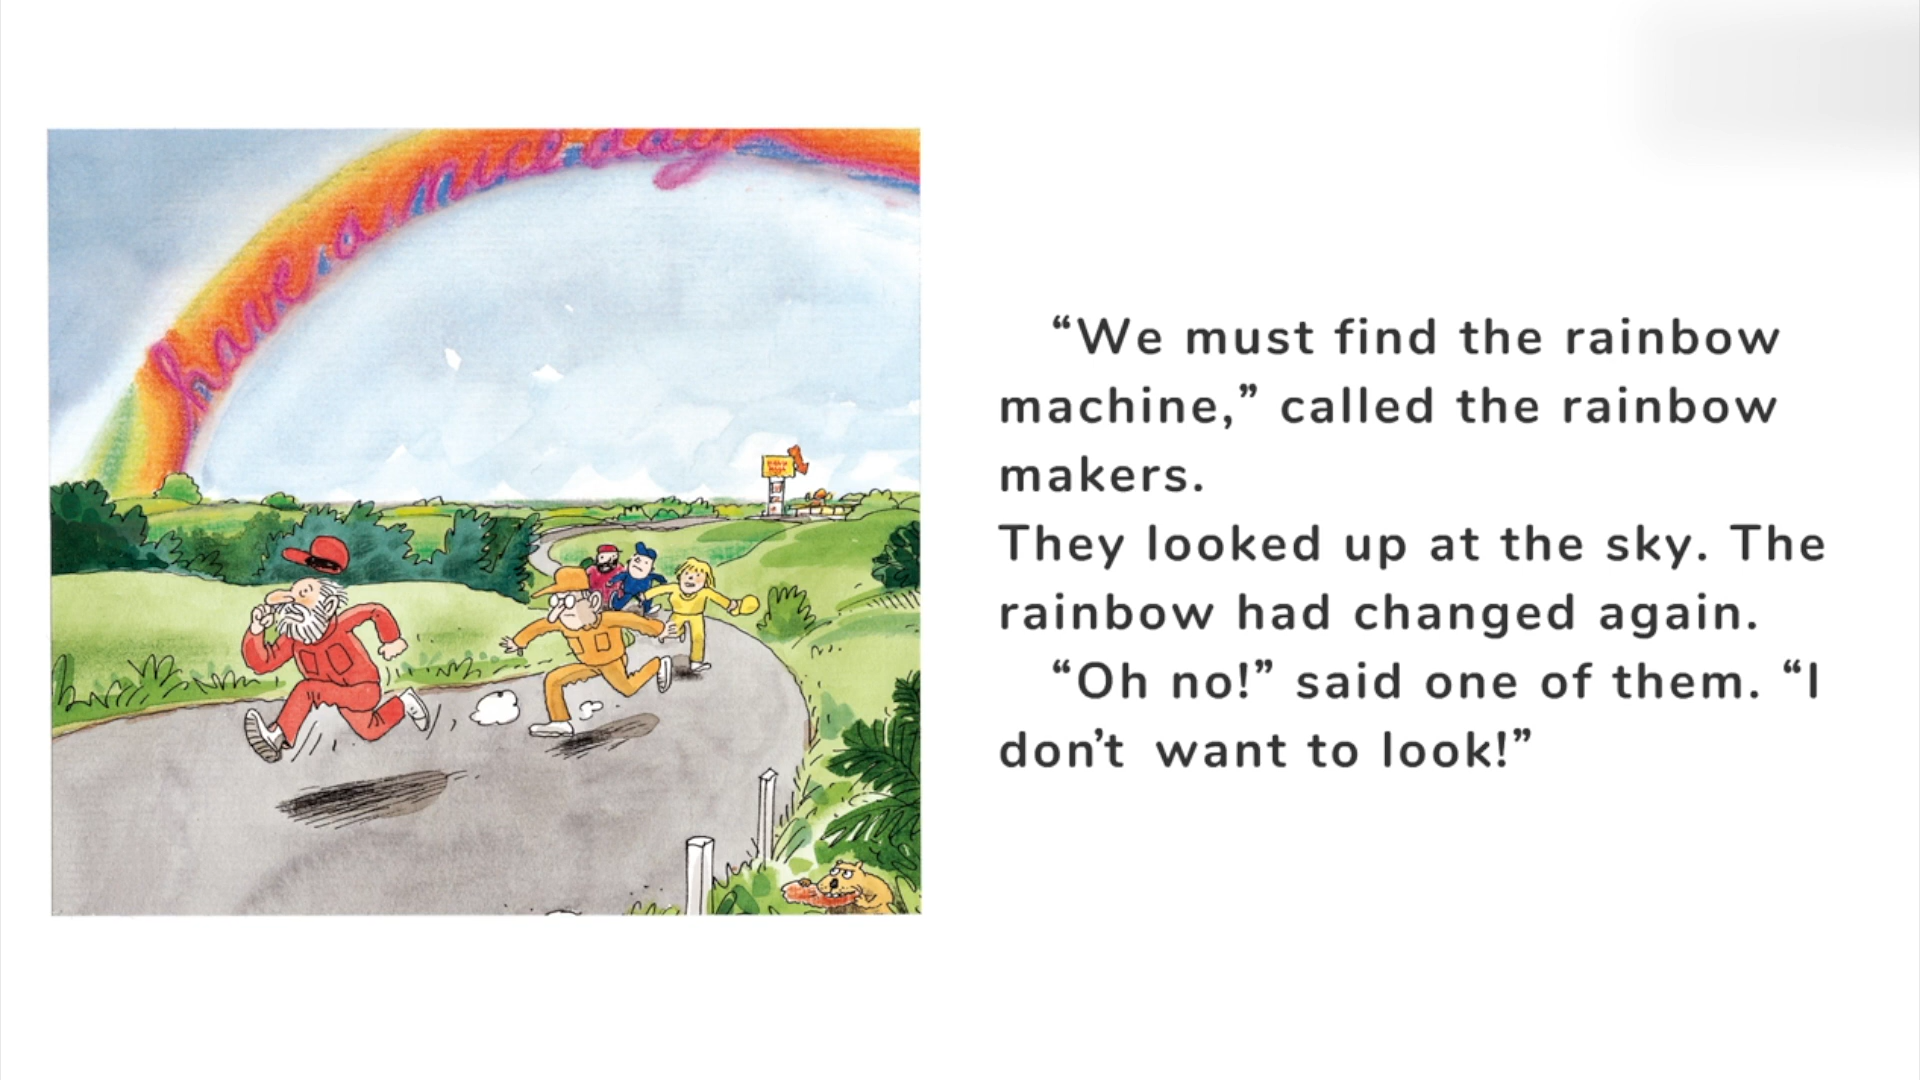 have a nice day
“We must find the rainbow
machine,” called the rainbow
makers.
They looked up at the sky. The
rainbow had changed again.
“Oh no!” said one of them. “I
don’t want to look!”